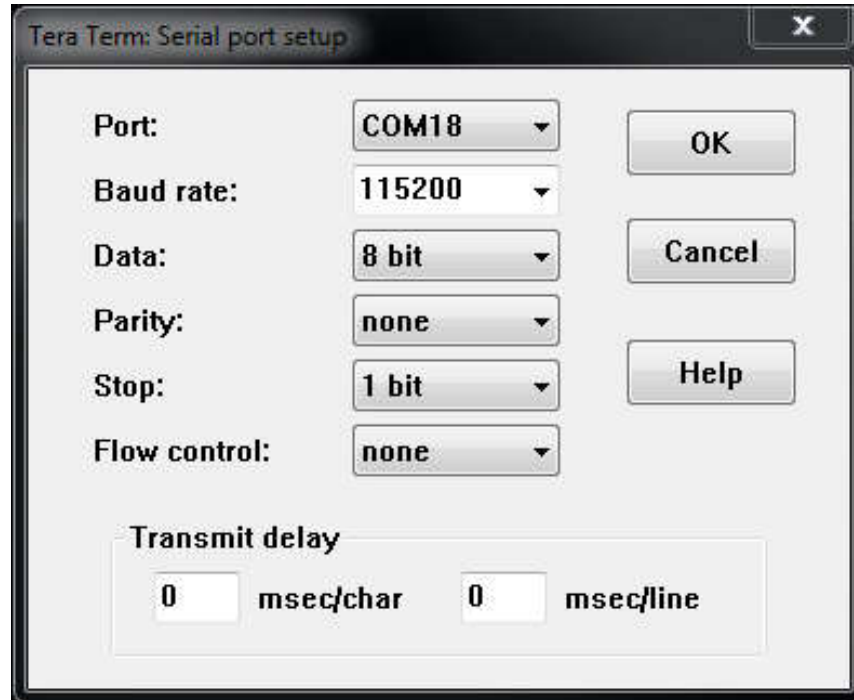 Tera Term: Serial port setup
x
Port: COM18 OK
Baud rate: 115200
Data: 8 bit Cancel
Parity: none
Stop: 1 bit Help
Flow control: none
Transmit delay
0 msec/char 0 msec/line